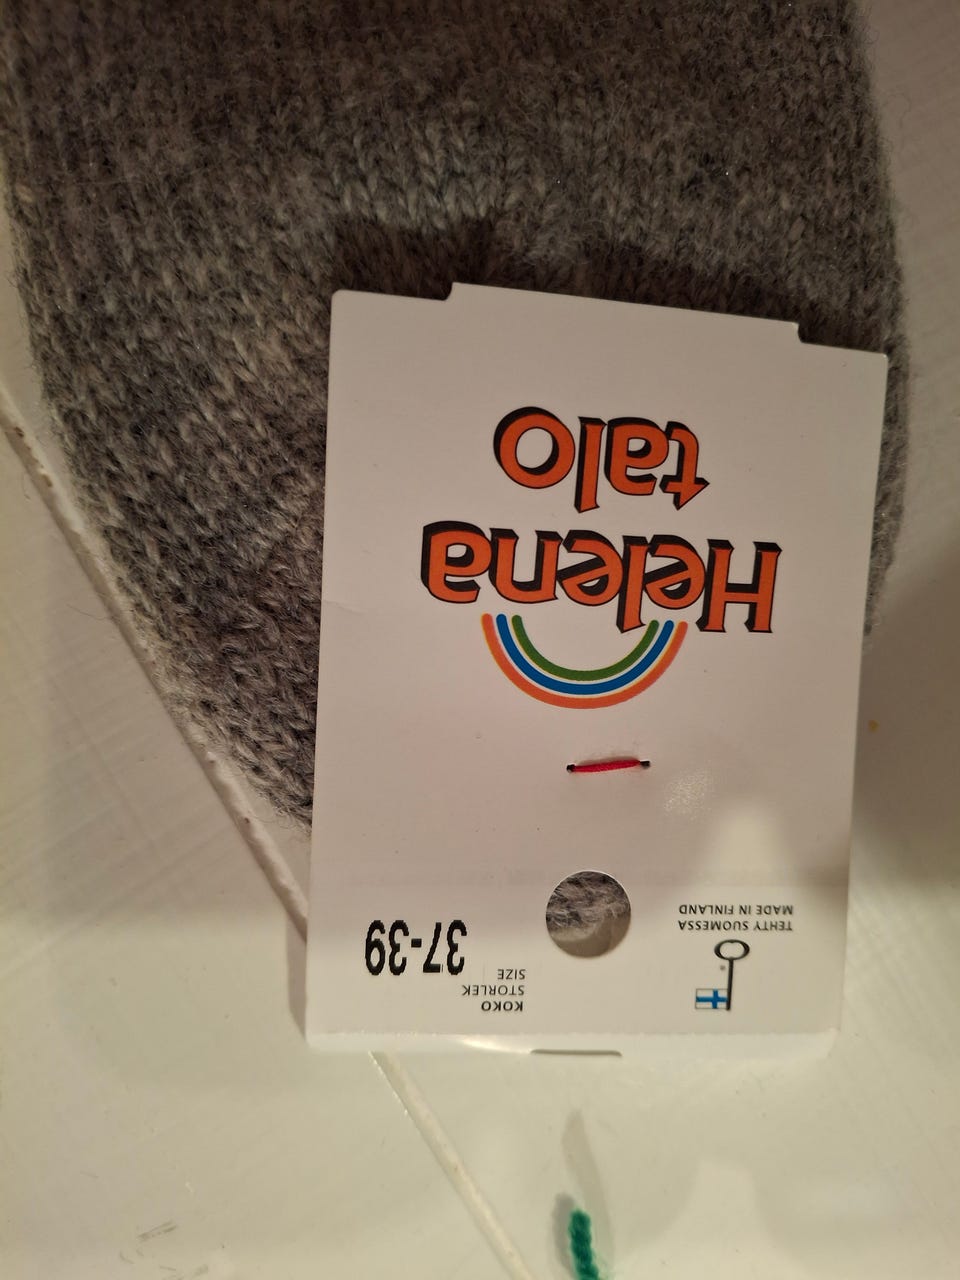 KOKO
STORLEK
SIZE
37-39
TEHTY SUOMESSA
MADE IN FINLAND
Helena
talo